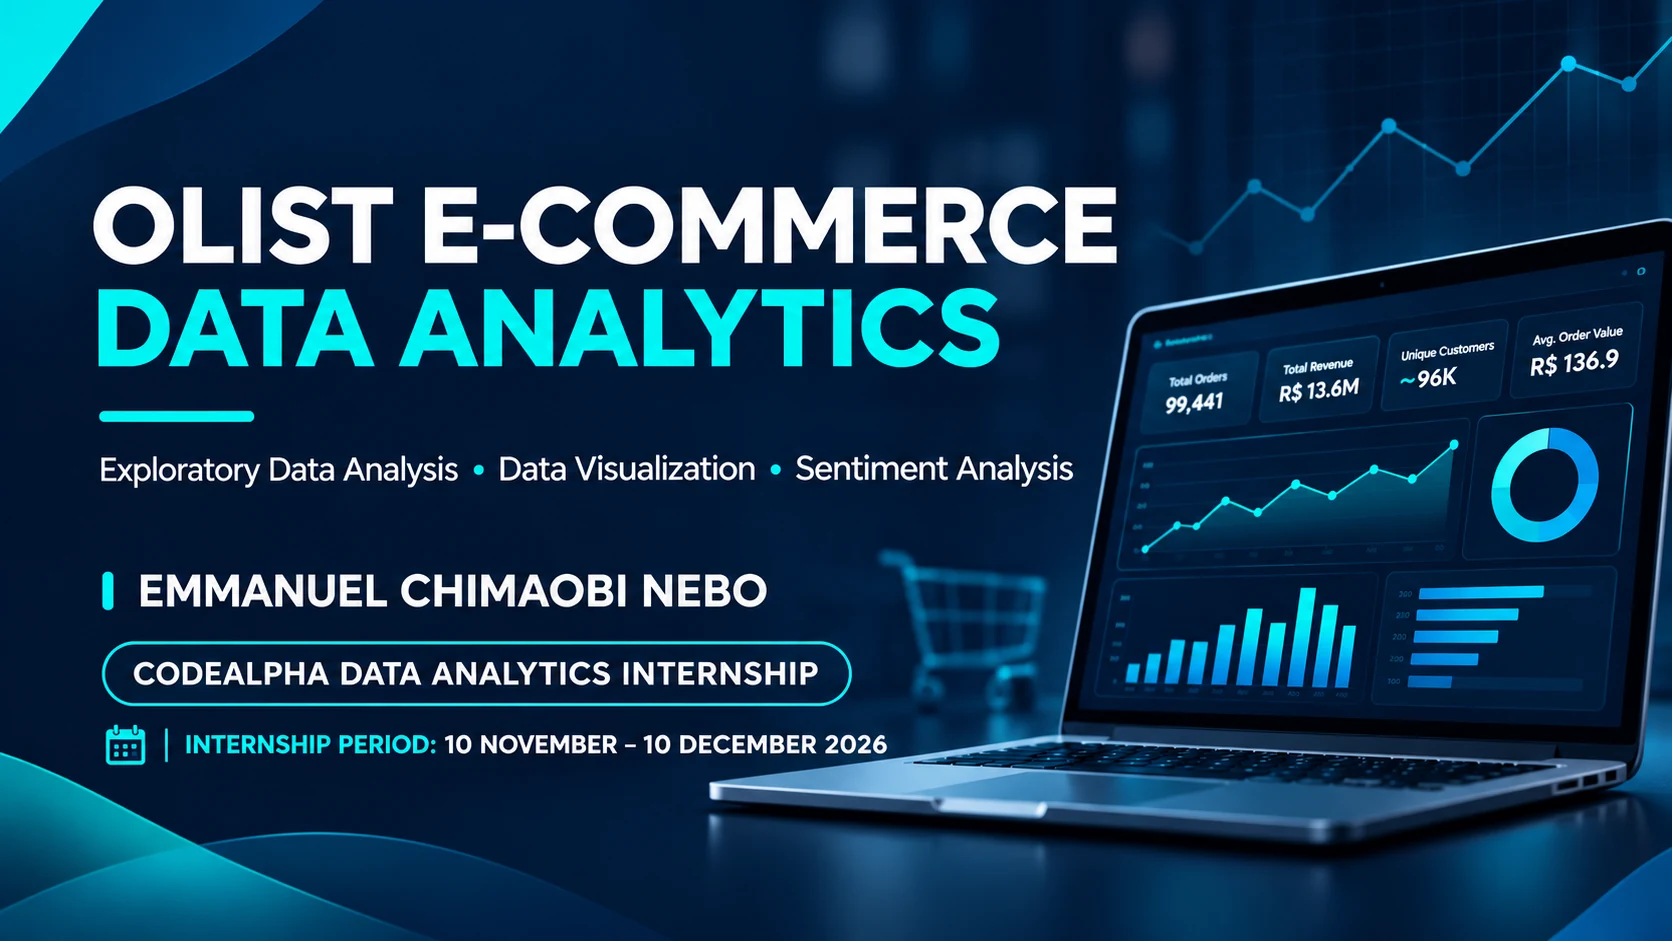 OLIST E-COMMERCE
DATA ANALYTICS
Exploratory Data Analysis • Data Visualization • Sentiment Analysis
EMMANUEL CHIMAOBI NEBO
CODEALPHA DATA ANALYTICS INTERNSHIP
INTERNSHIP PERIOD: 10 NOVEMBER – 10 DECEMBER 2026
Total Orders
99,441
Total Revenue
R$ 13.6M
Unique Customers
~96K
Avg. Order Value
R$ 136.9